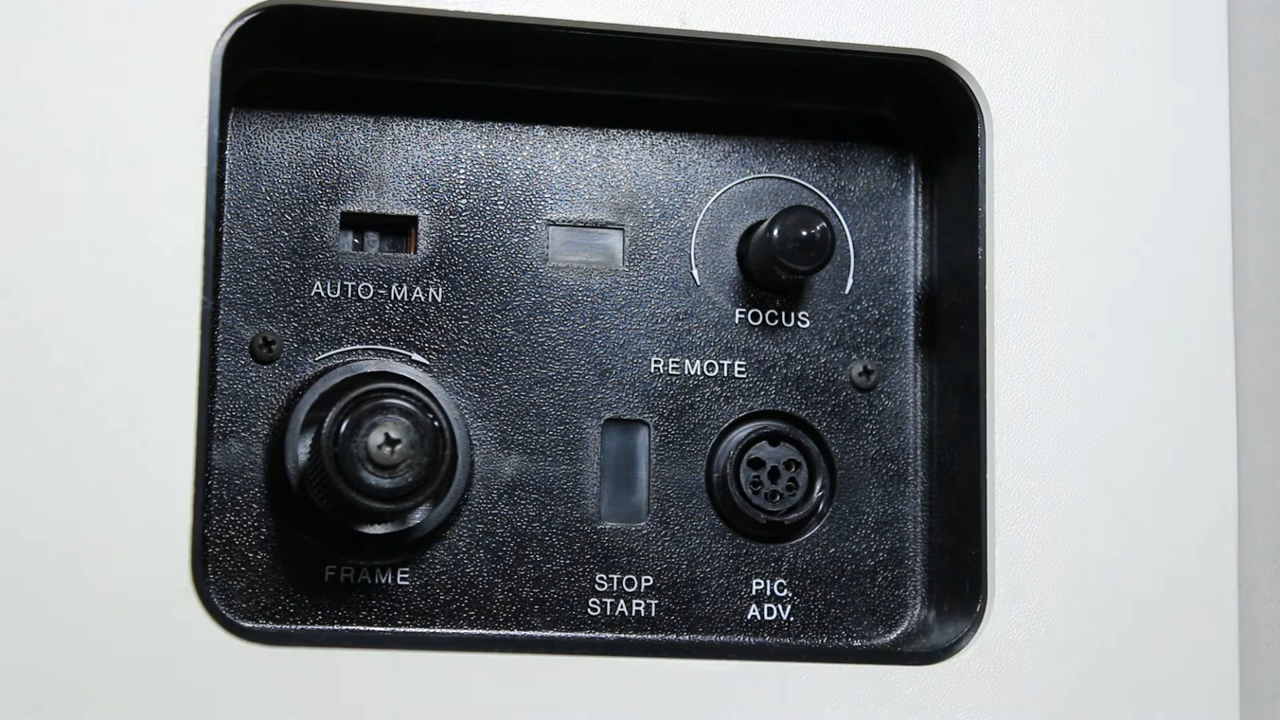 AUTO-MAN
FOCUS
REMOTE
FRAME
STOP
START
PIC.
ADV.